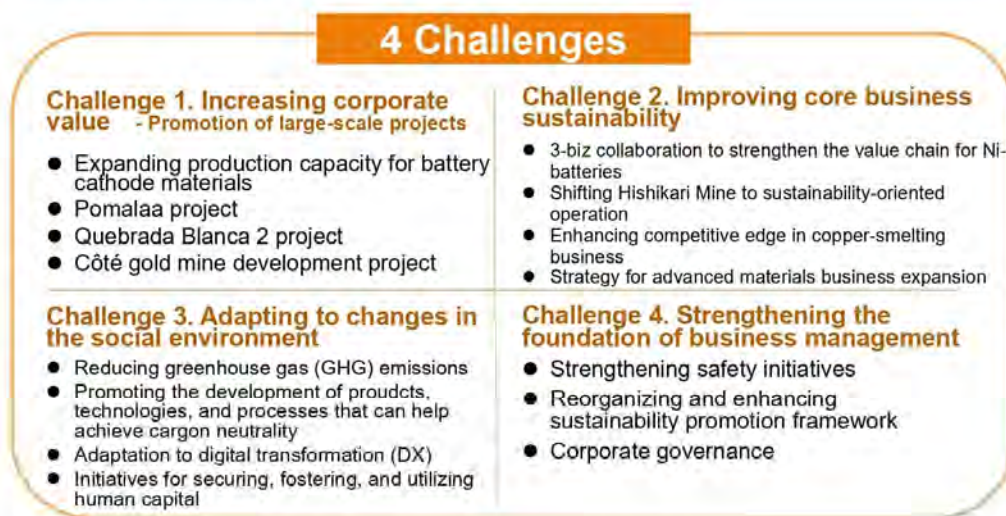 4 Challenges
Challenge 1. Increasing corporate
value - Promotion of large-scale projects
● Expanding production capacity for battery
cathode materials
● Pomalaa project
● Quebrada Blanca 2 project
● Côté gold mine development project
Challenge 2. Improving core business
sustainability
● 3-biz collaboration to strengthen the value chain for Ni-
batteries
● Shifting Hishikari Mine to sustainability-oriented
operation
● Enhancing competitive edge in copper-smelting
business
● Strategy for advanced materials business expansion
Challenge 3. Adapting to changes in
the social environment
● Reducing greenhouse gas (GHG) emissions
● Promoting the development of proudcts,
technologies, and processes that can help
achieve cargon neutrality
● Adaptation to digital transformation (DX)
● Initiatives for securing, fostering, and utilizing
human capital
Challenge 4. Strengthening the
foundation of business management
● Strengthening safety initiatives
● Reorganizing and enhancing
sustainability promotion framework
● Corporate governance